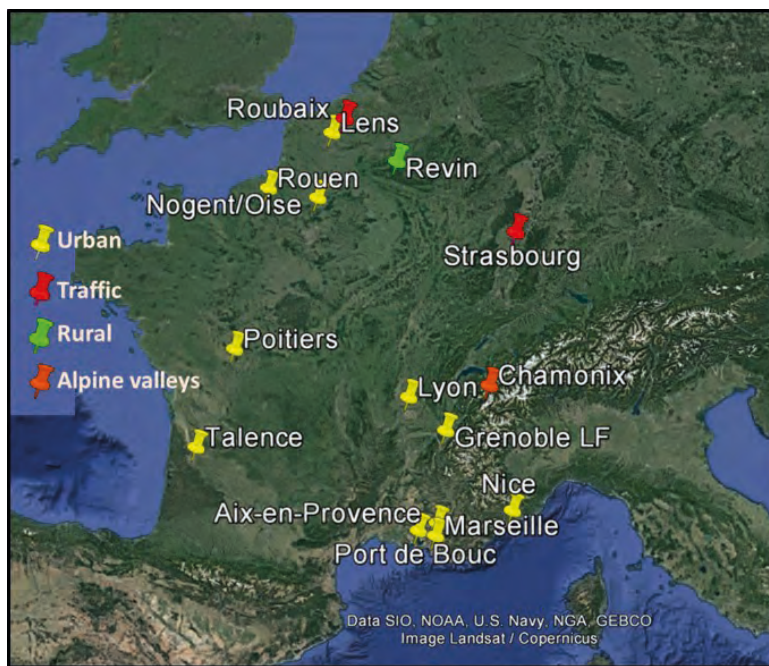 Roubaix
Lens
Revin
Rouen
Nogent/Oise
Urban
Strasbourg
Traffic
Rural
Poitiers
Alpine valleys
Chamonix
Lyon
Talence
Grenoble LF
Nice
Aix-en-Provence
Marseille
Port de Bouc
Data SIO, NOAA, U.S. Navy, NGA, GEBCO
Image Landsat / Copernicus